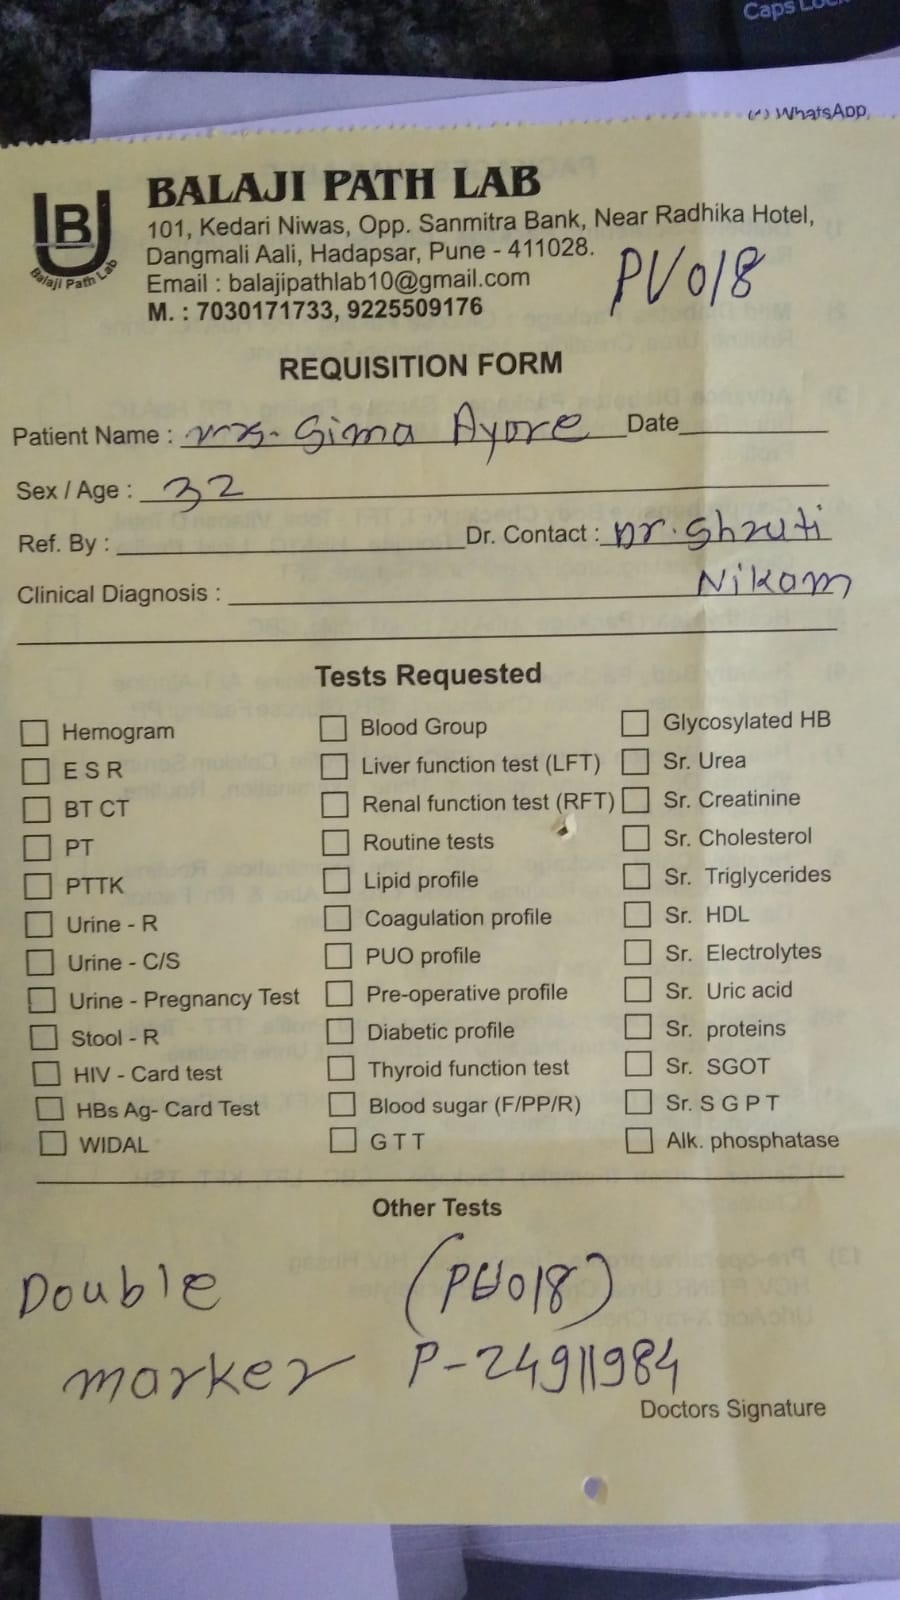 Caps Lock
WhatsApp
BALAJI PATH LAB
101, Kedari Niwas, Opp. Sanmitra Bank, Near Radhika Hotel,
Dangmali Aali, Hadapsar, Pune - 411028.
Email : balajipathlab10@gmail.com
M. : 7030171733, 9225509176
PV018
LBJ
Balaji Path Lab
REQUISITION FORM
Patient Name : Mrs. Sima Ayore Date
Sex / Age : 32
Ref. By : Dr. Contact : Dr. Shruti
Nikam
Clinical Diagnosis :
Tests Requested
Hemogram Blood Group Glycosylated HB
E S R Liver function test (LFT) Sr. Urea
BT CT Renal function test (RFT) Sr. Creatinine
PT Routine tests Sr. Cholesterol
PTTK Lipid profile Sr. Triglycerides
Urine - R Coagulation profile Sr. HDL
Urine - C/S PUO profile Sr. Electrolytes
Urine - Pregnancy Test Pre-operative profile Sr. Uric acid
Stool - R Diabetic profile Sr. proteins
HIV - Card test Thyroid function test Sr. SGOT
HBs Ag- Card Test Blood sugar (F/PP/R) Sr. S G P T
WIDAL G T T Alk. phosphatase
Other Tests
Double (PV018)
marker P-24911984
Doctors Signature